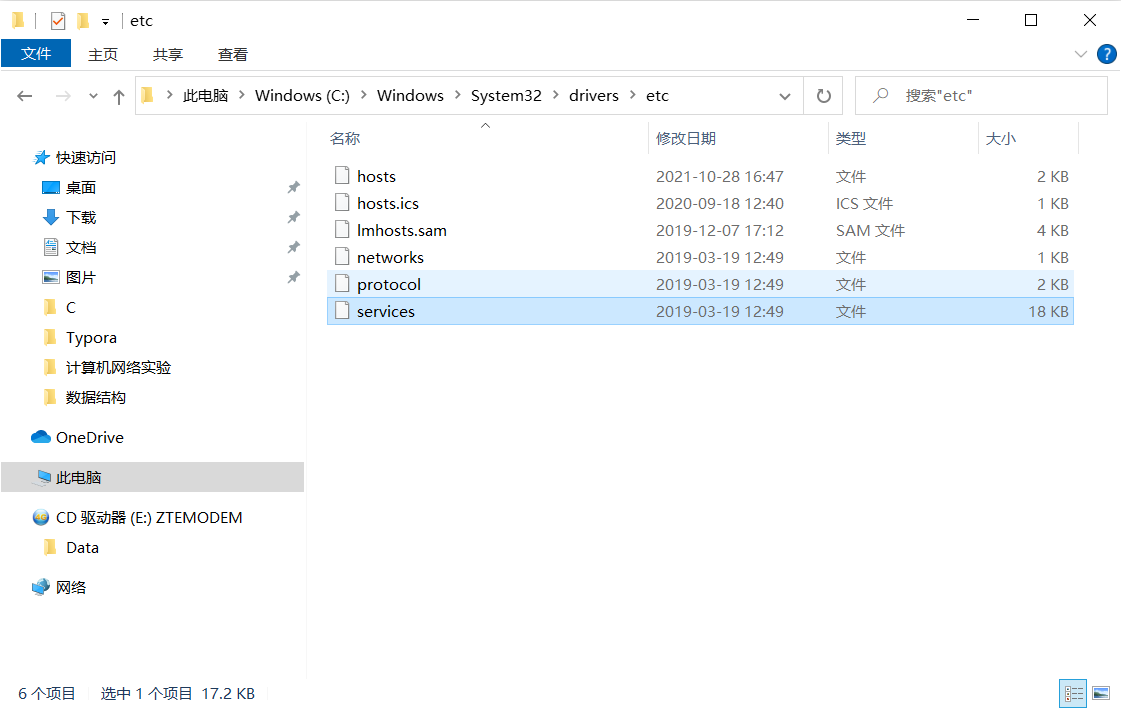 etc
文件 主页 共享 查看 ?
此电脑 Windows (C:) Windows System32 drivers etc 搜索"etc"
快速访问
桌面
下载
文档
图片
C
Typora
计算机网络实验
数据结构
OneDrive
此电脑
CD 驱动器 (E:) ZTEMODEM
Data
网络
名称 修改日期 类型 大小
hosts 2021-10-28 16:47 文件 2 KB
hosts.ics 2020-09-18 12:40 ICS 文件 1 KB
lmhosts.sam 2019-12-07 17:12 SAM 文件 4 KB
networks 2019-03-19 12:49 文件 1 KB
protocol 2019-03-19 12:49 文件 2 KB
services 2019-03-19 12:49 文件 18 KB
6 个项目 选中 1 个项目 17.2 KB